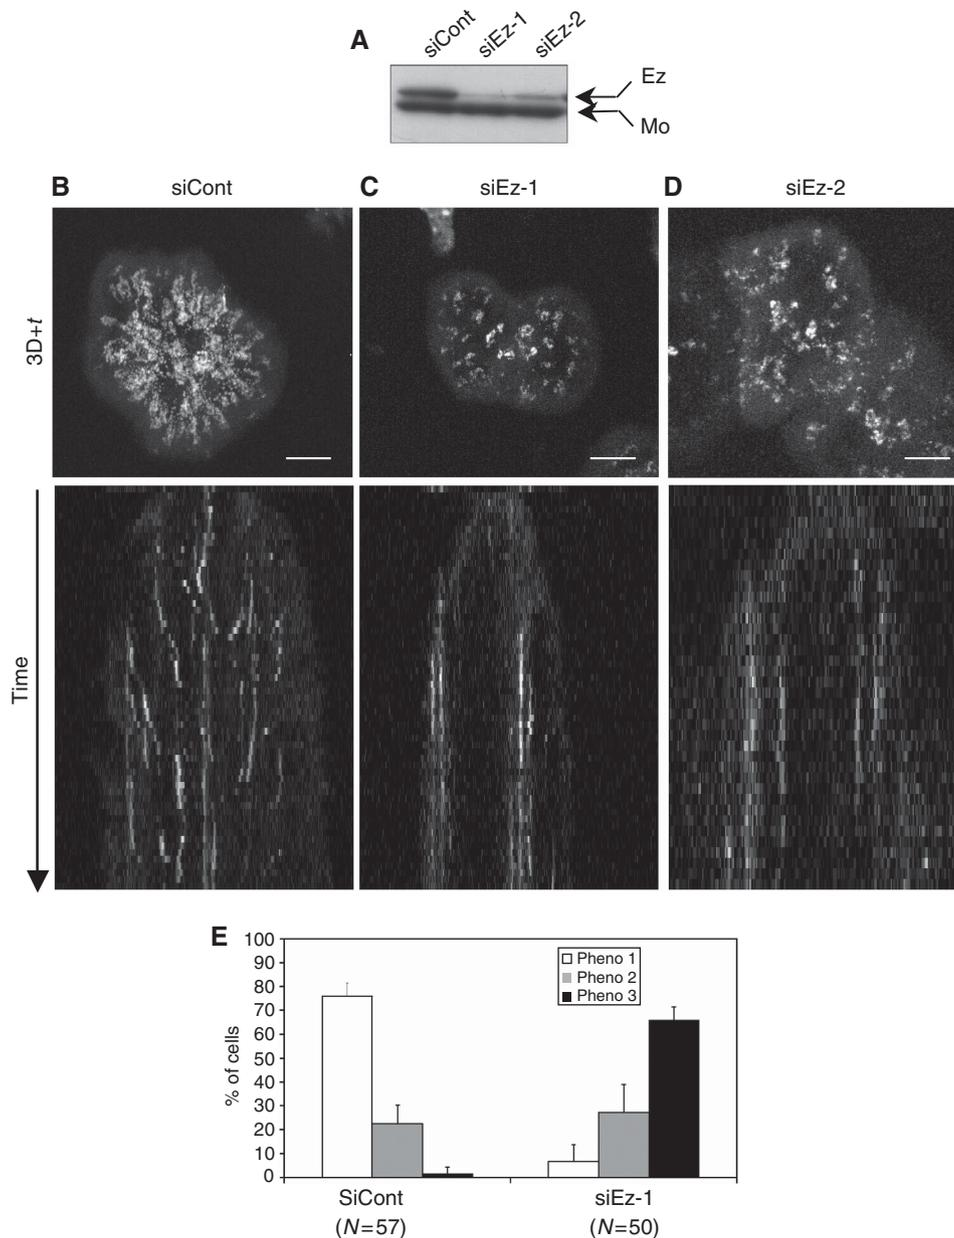 A
siCont
siEz-1
siEz-2
Ez
Mo
B
siCont
C
siEz-1
D
siEz-2
3D+t
Time
E
100
90
80
70
60
50
40
30
20
10
0
% of cells
Pheno 1
Pheno 2
Pheno 3
SiCont
siEz-1
(N=57)
(N=50)